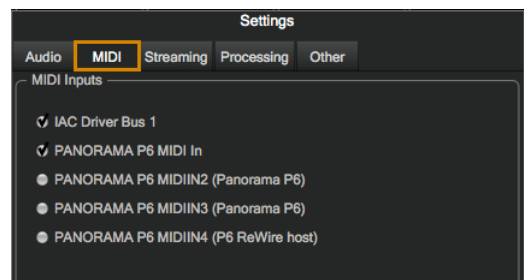 Settings
Audio MIDI Streaming Processing Other
MIDI Inputs
IAC Driver Bus 1
PANORAMA P6 MIDI In
PANORAMA P6 MIDIIN2 (Panorama P6)
PANORAMA P6 MIDIIN3 (Panorama P6)
PANORAMA P6 MIDIIN4 (P6 ReWire host)